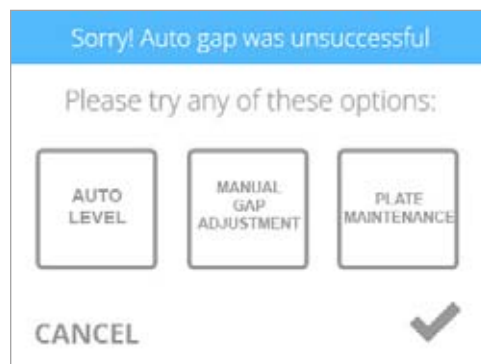 Sorry! Auto gap was unsuccessful
Please try any of these options:
AUTO
LEVEL
MANUAL
GAP
ADJUSTMENT
PLATE
MAINTENANCE
CANCEL